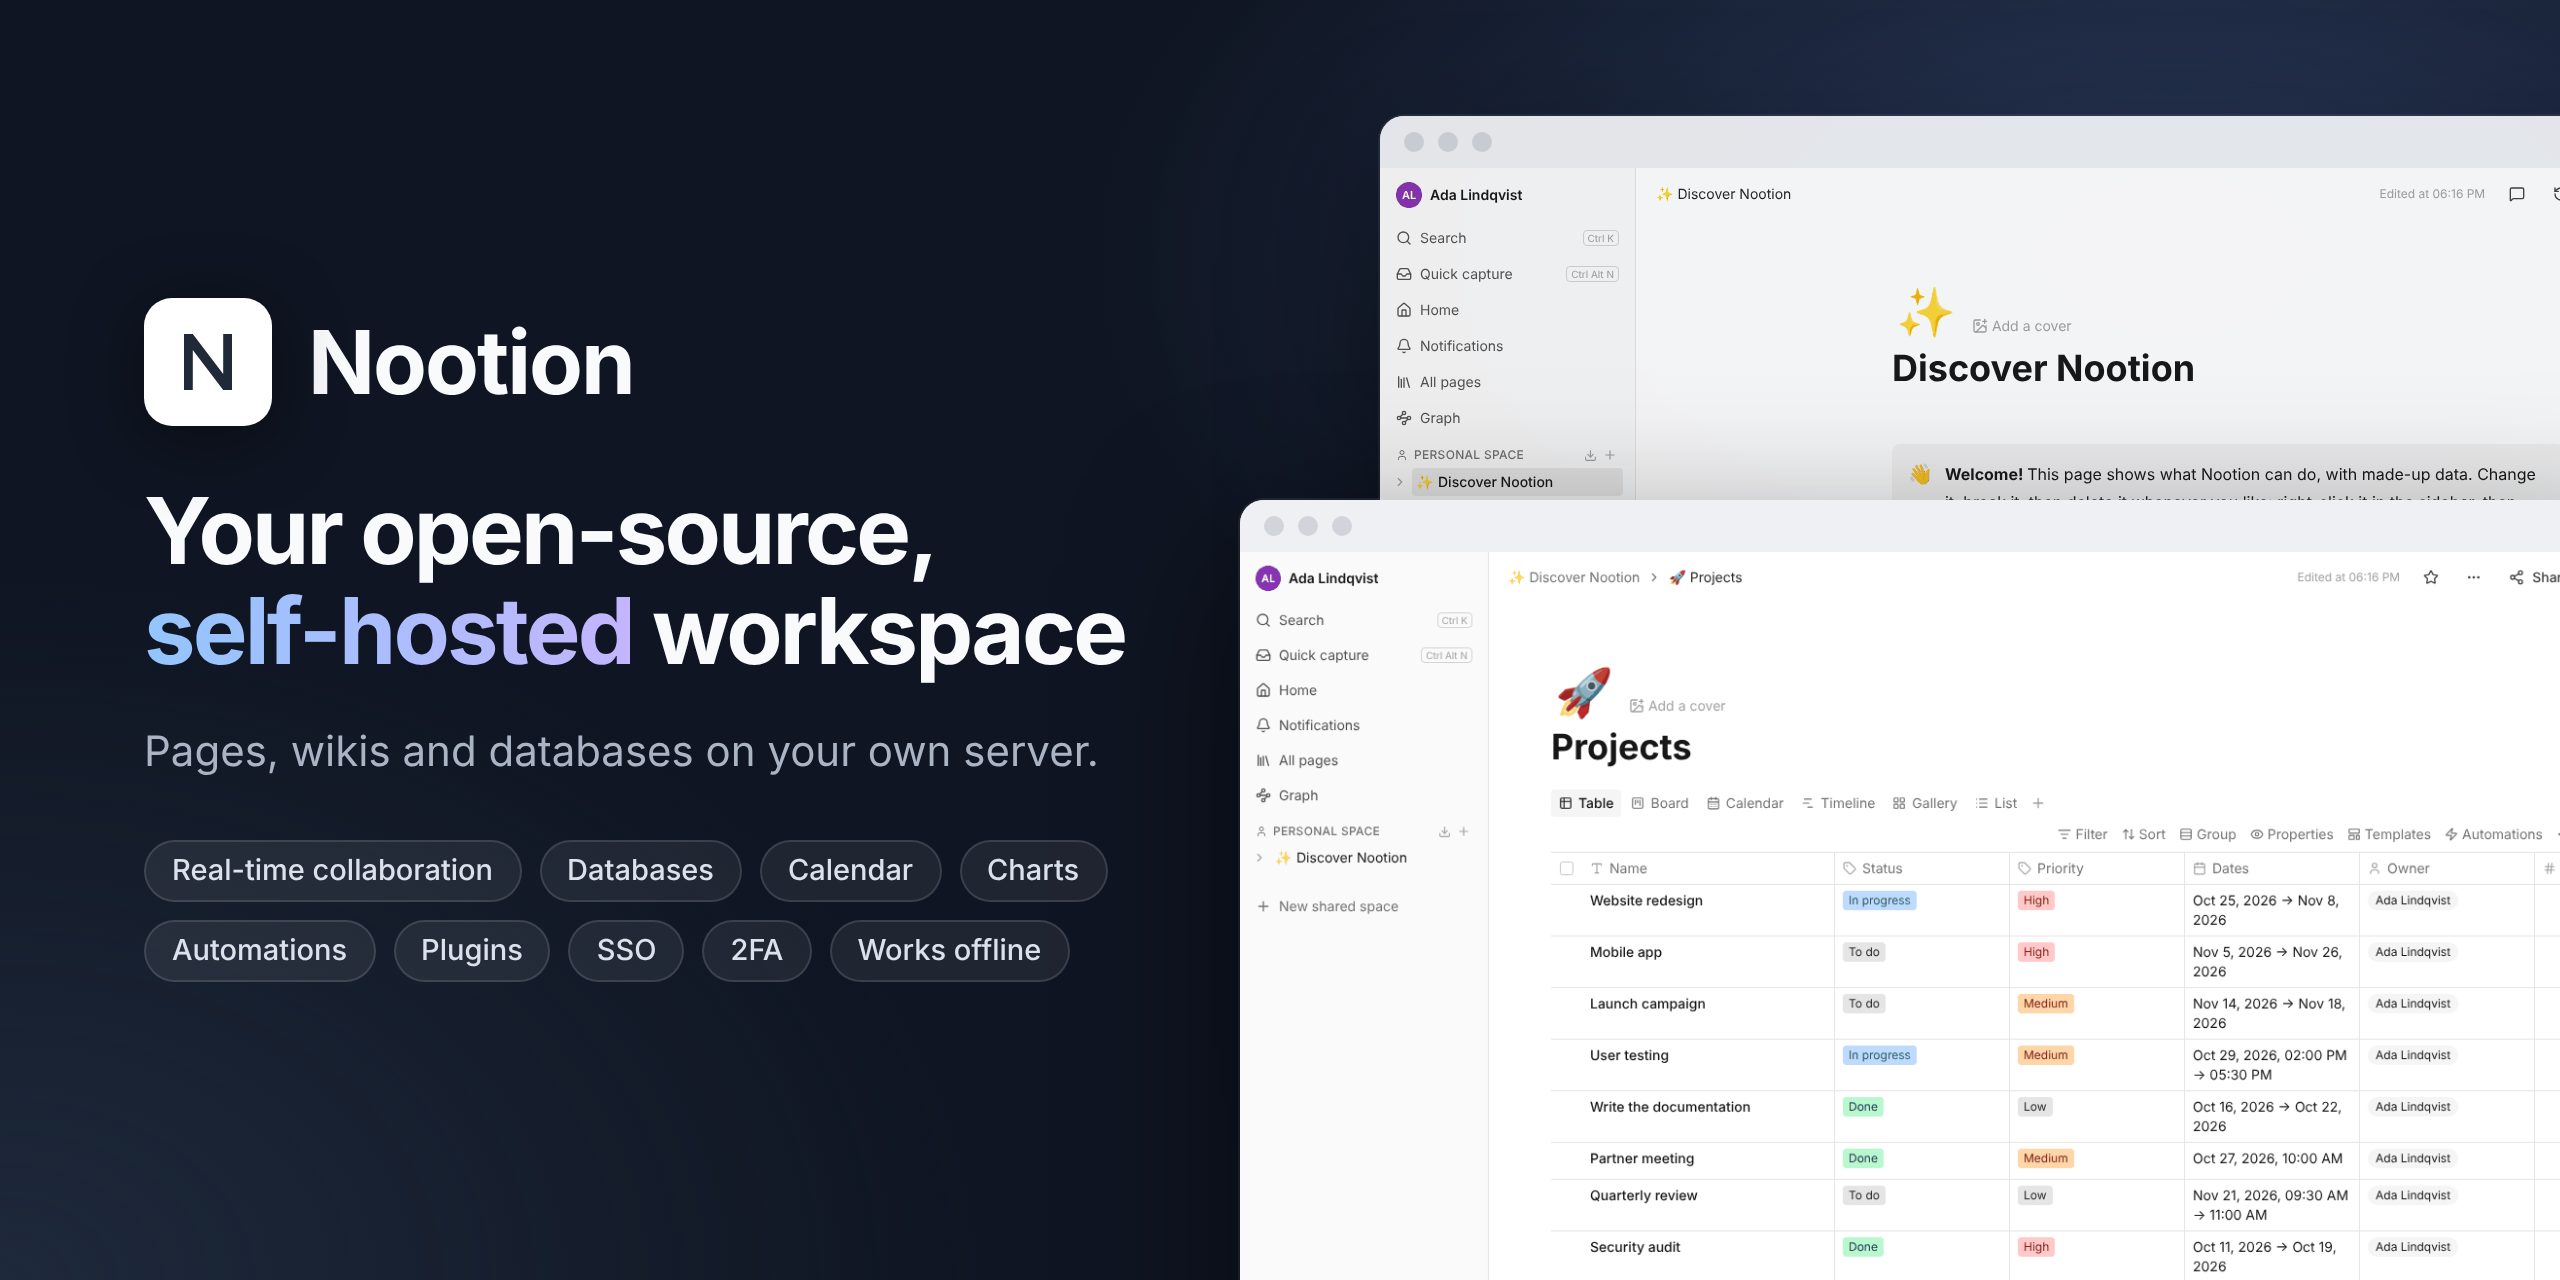 N
Nootion
Your open-source,
self-hosted workspace
Pages, wikis and databases on your own server.
Real-time collaboration
Databases
Calendar
Charts
Automations
Plugins
SSO
2FA
Works offline
AL Ada Lindqvist
✨ Discover Nootion
Edited at 06:16 PM
Search Ctrl K
Quick capture Ctrl Alt N
Home
Notifications
All pages
Graph
PERSONAL SPACE
✨ Discover Nootion
Add a cover
Discover Nootion
👋 Welcome! This page shows what Nootion can do, with made-up data. Change
AL Ada Lindqvist
✨ Discover Nootion > 🚀 Projects
Edited at 06:16 PM
Search Ctrl K
Quick capture Ctrl Alt N
Home
Notifications
All pages
Graph
PERSONAL SPACE
✨ Discover Nootion
+ New shared space
Add a cover
Projects
Table Board Calendar Timeline Gallery List +
Filter Sort Group Properties Templates Automations
Name Status Priority Dates Owner #
Website redesign In progress High Oct 25, 2026 → Nov 8, Ada Lindqvist
2026
Mobile app To do High Nov 5, 2026 → Nov 26, Ada Lindqvist
2026
Launch campaign To do Medium Nov 14, 2026 → Nov 18, Ada Lindqvist
2026
User testing In progress Medium Oct 29, 2026, 02:00 PM Ada Lindqvist
→ 05:30 PM
Write the documentation Done Low Oct 16, 2026 → Oct 22, Ada Lindqvist
2026
Partner meeting Done Medium Oct 27, 2026, 10:00 AM Ada Lindqvist
Quarterly review To do Low Nov 21, 2026, 09:30 AM Ada Lindqvist
→ 11:00 AM
Security audit Done High Oct 11, 2026 → Oct 19, Ada Lindqvist
2026